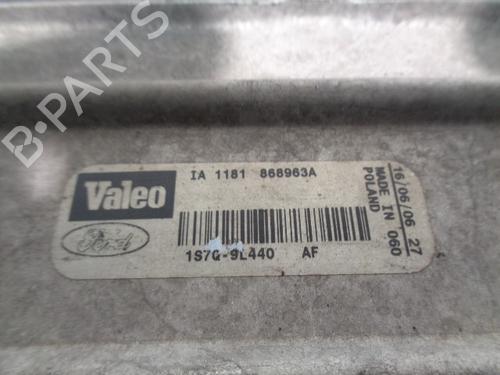 B-PARTS
Valeo
IA 1181 868963A
Ford
1S7G-9L440 AF
16/06/06 27
MADE IN 060
POLAND